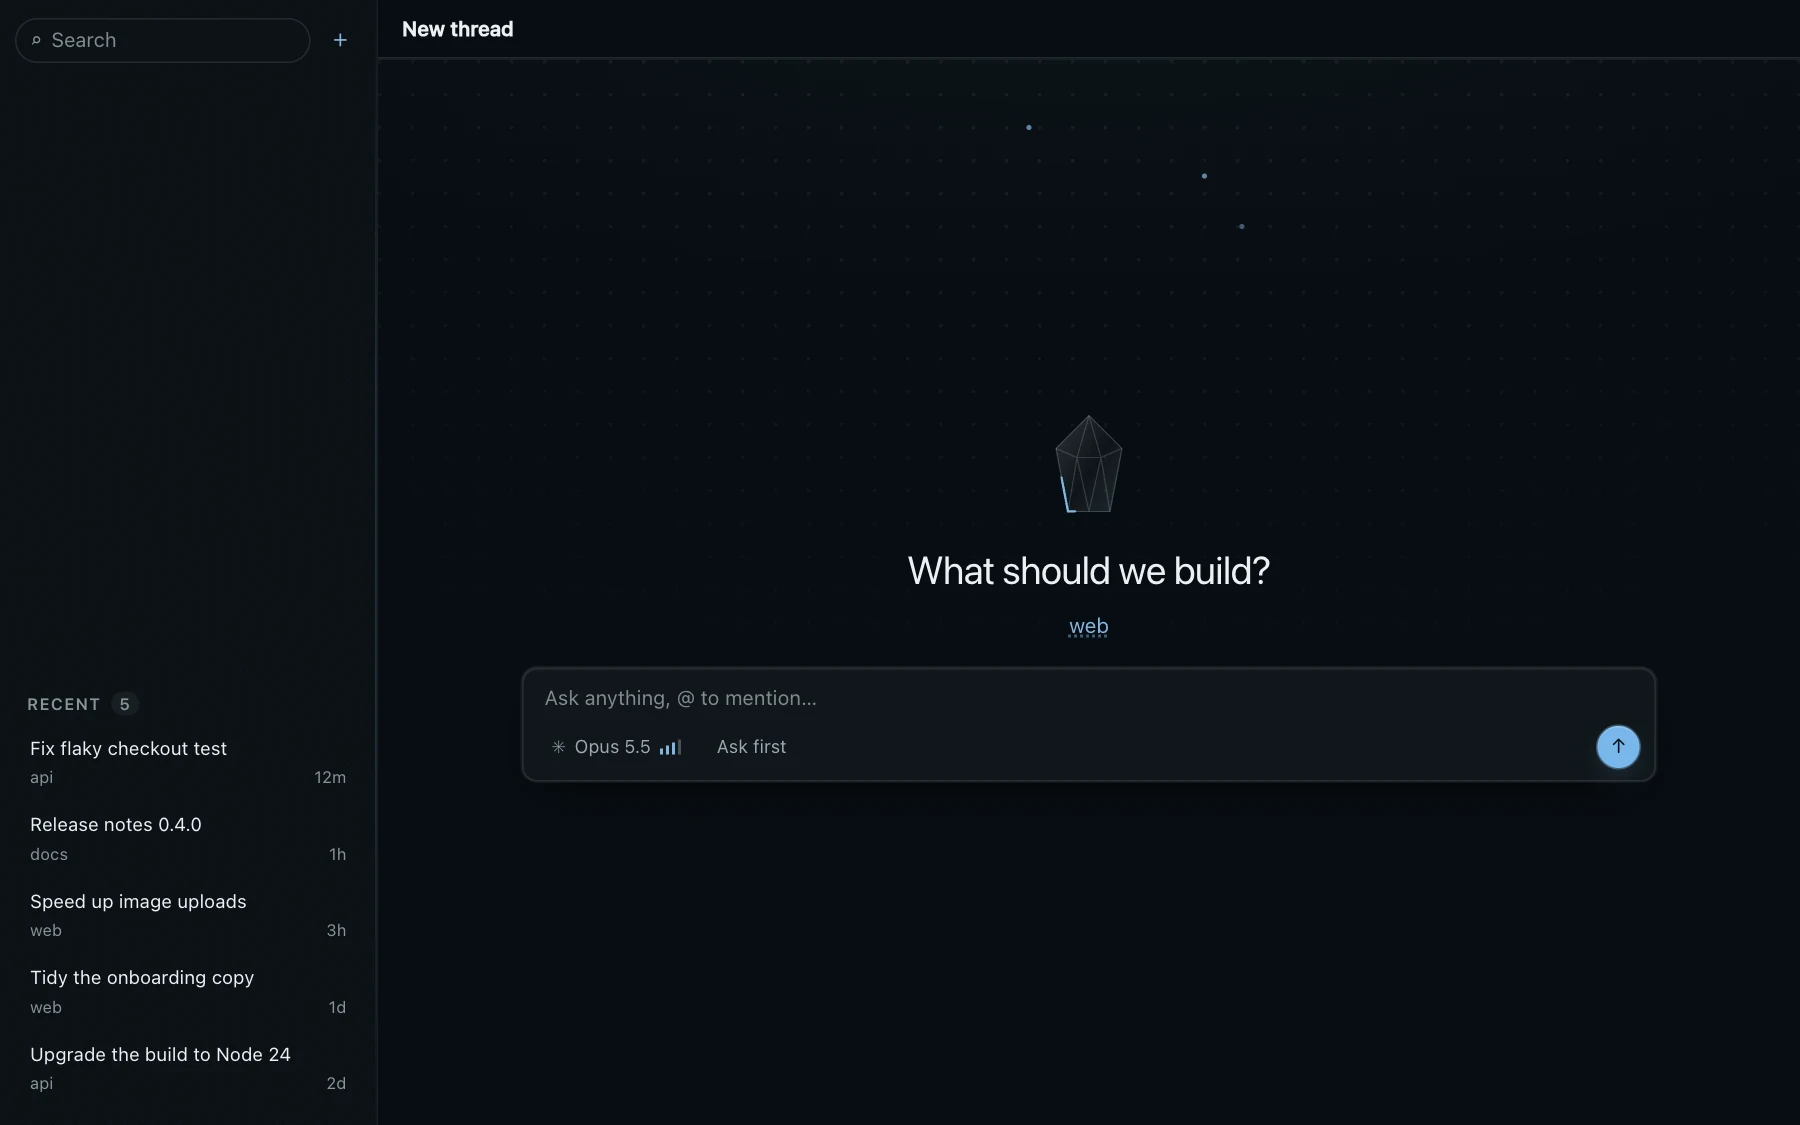 Search
+
New thread
What should we build?
web
Ask anything, @ to mention...
Opus 5.5
Ask first
RECENT 5
Fix flaky checkout test
api 12m
Release notes 0.4.0
docs 1h
Speed up image uploads
web 3h
Tidy the onboarding copy
web 1d
Upgrade the build to Node 24
api 2d